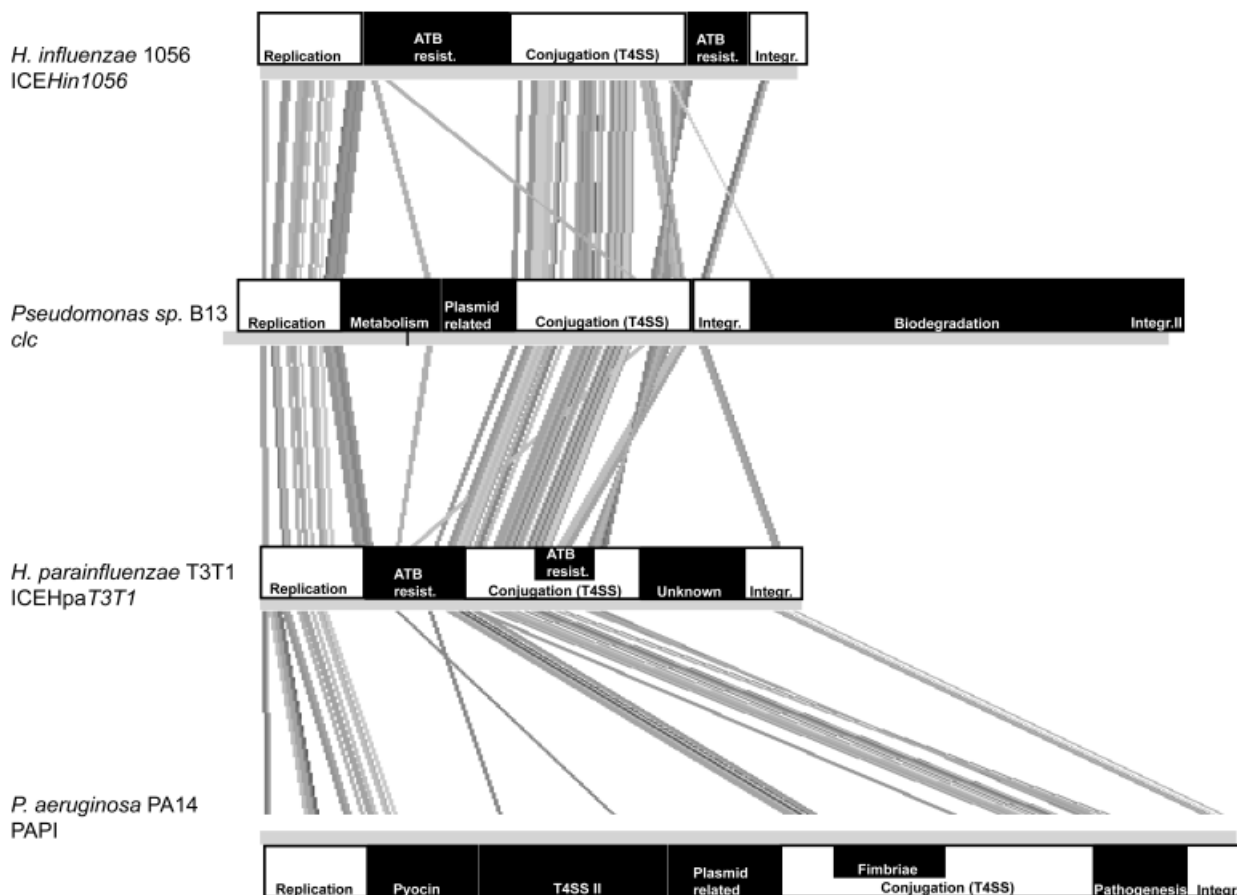 H. influenzae 1056
ICEHin1056
Replication
ATB
resist.
Conjugation (T4SS)
ATB
resist.
Integr.
Pseudomonas sp. B13
clc
Replication
Metabolism
Plasmid
related
Conjugation (T4SS)
Integr.
Biodegradation
Integr.II
H. parainfluenzae T3T1
ICEHpaT3T1
Replication
ATB
resist.
ATB
resist.
Conjugation (T4SS)
Unknown
Integr.
P. aeruginosa PA14
PAPI
Replication
Pyocin
T4SS II
Plasmid
related
Fimbriae
Conjugation (T4SS)
Pathogenesis
Integr.